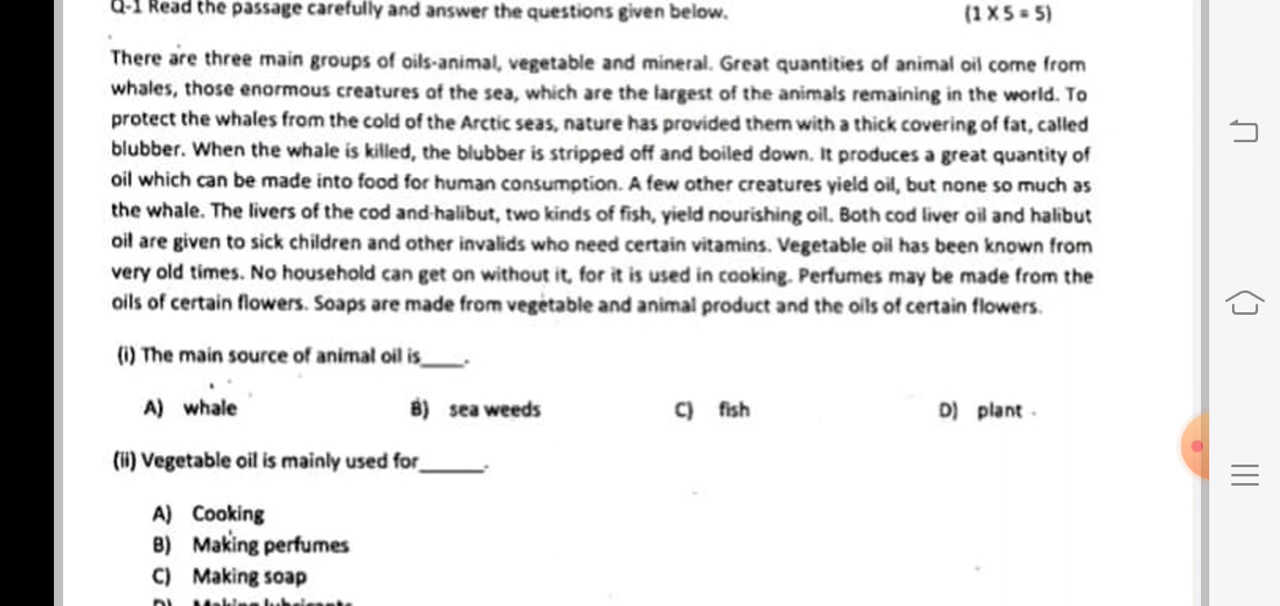 Q-1 Read the passage carefully and answer the questions given below. (1 X 5 = 5)
There are three main groups of oils-animal, vegetable and mineral. Great quantities of animal oil come from
whales, those enormous creatures of the sea, which are the largest of the animals remaining in the world. To
protect the whales from the cold of the Arctic seas, nature has provided them with a thick covering of fat, called
blubber. When the whale is killed, the blubber is stripped off and boiled down. It produces a great quantity of
oil which can be made into food for human consumption. A few other creatures yield oil, but none so much as
the whale. The livers of the cod and-halibut, two kinds of fish, yield nourishing oil. Both cod liver oil and halibut
oil are given to sick children and other invalids who need certain vitamins. Vegetable oil has been known from
very old times. No household can get on without it, for it is used in cooking. Perfumes may be made from the
oils of certain flowers. Soaps are made from vegetable and animal product and the oils of certain flowers.
(i) The main source of animal oil is____.
A) whale B) sea weeds C) fish D) plant
(ii) Vegetable oil is mainly used for______.
A) Cooking
B) Making perfumes
C) Making soap
D) Making lubricants